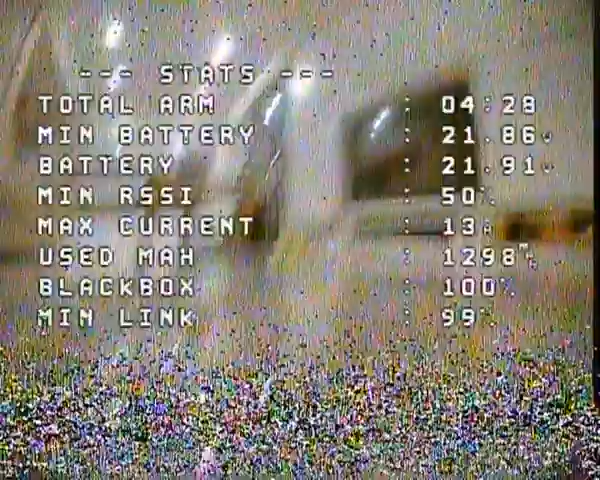 --- STATS ---
TOTAL ARM : 04:28
MIN BATTERY : 21.86V
BATTERY : 21.91V
MIN RSSI : 50%
MAX CURRENT : 13A
USED MAH : 1298mAh
BLACKBOX : 100%
MIN LINK : 99%